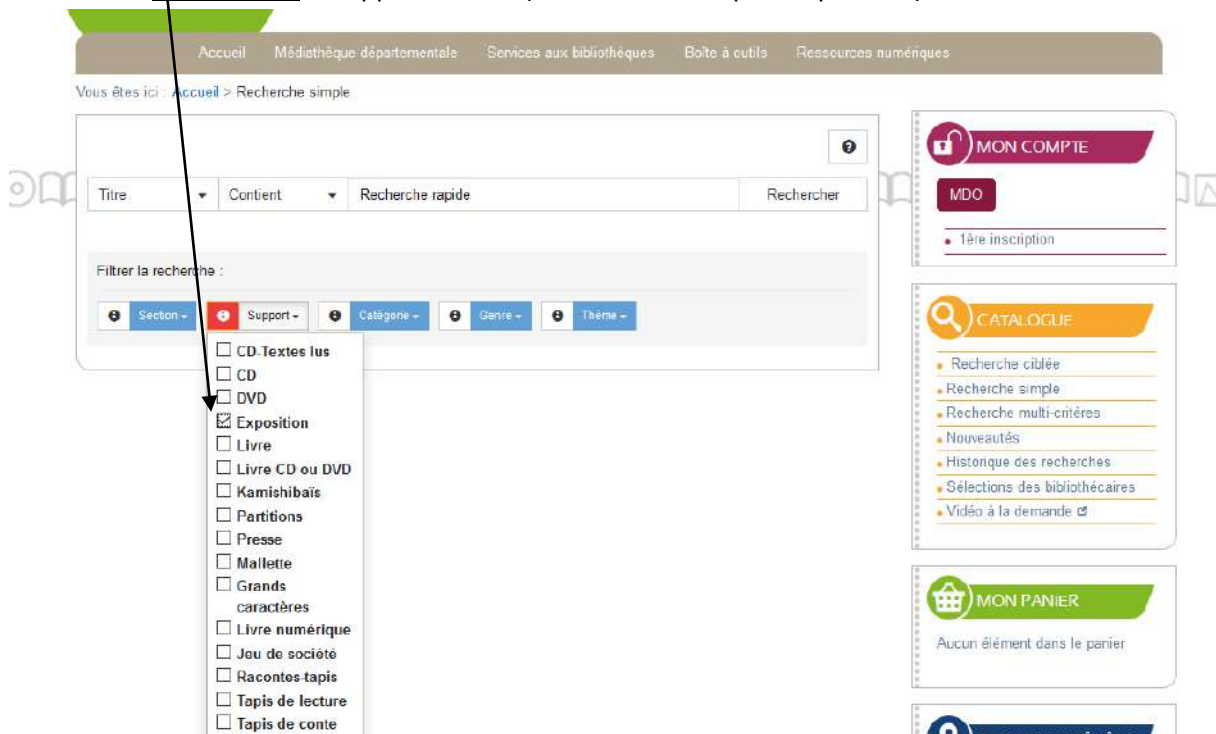 Accueil Médiathèque départementale Services aux bibliothèques Boîte à outils Ressources numériques
Vous êtes ici : Accueil > Recherche simple
Titre Contient Recherche rapide Rechercher
Filtrer la recherche :
Section Support Catégorie Genre Thème
CD-Textes lus
CD
DVD
Exposition
Livre
Livre CD ou DVD
Kamishibaïs
Partitions
Presse
Mallette
Grands
caractères
Livre numérique
Jeu de société
Racontes-tapis
Tapis de lecture
Tapis de conte
MON COMPTE
MDO
1ère inscription
CATALOGUE
Recherche ciblée
Recherche simple
Recherche multi-critères
Nouveautés
Historique des recherches
Sélections des bibliothécaires
Vidéo à la demande
MON PANIER
Aucun élément dans le panier